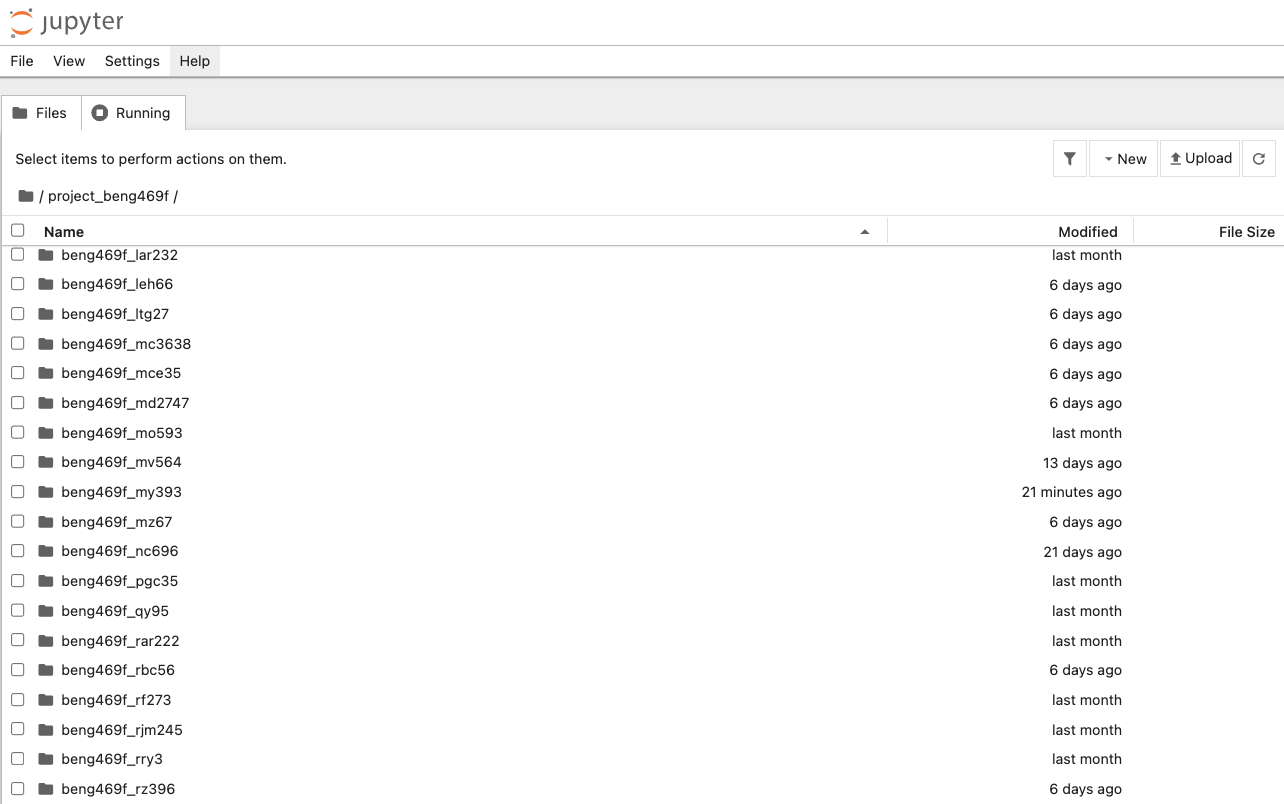 jupyter
File View Settings Help
Files Running
Select items to perform actions on them.
New Upload
/ project_beng469f /
Name Modified File Size
beng469f_lar232 last month
beng469f_leh66 6 days ago
beng469f_ltg27 6 days ago
beng469f_mc3638 6 days ago
beng469f_mce35 6 days ago
beng469f_md2747 6 days ago
beng469f_mo593 last month
beng469f_mv564 13 days ago
beng469f_my393 21 minutes ago
beng469f_mz67 6 days ago
beng469f_nc696 21 days ago
beng469f_pgc35 last month
beng469f_qy95 last month
beng469f_rar222 last month
beng469f_rbc56 6 days ago
beng469f_rf273 last month
beng469f_rjm245 last month
beng469f_rry3 last month
beng469f_rz396 6 days ago